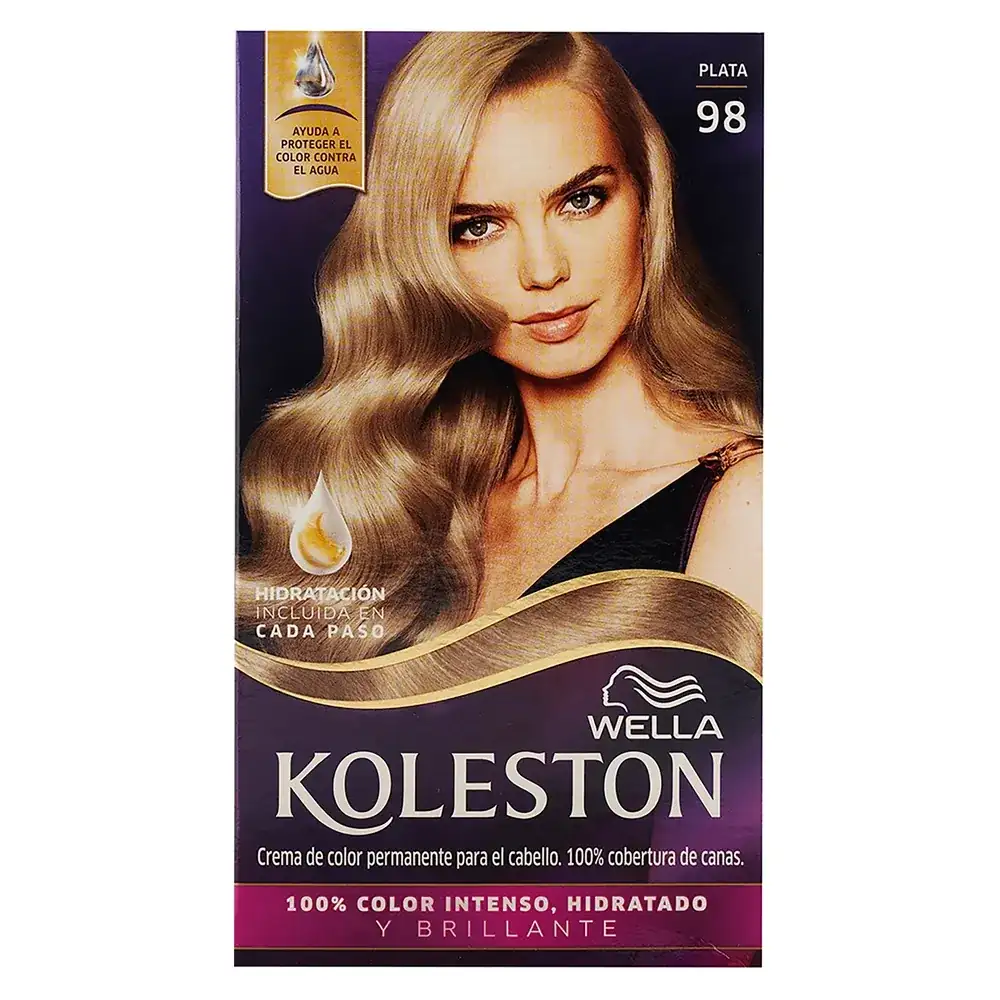 AYUDA A
PROTEGER EL
COLOR CONTRA
EL AGUA
PLATA
98
HIDRATACIÓN
INCLUIDA EN
CADA PASO
WELLA
KOLESTON
Crema de color permanente para el cabello. 100% cobertura de canas.
100% COLOR INTENSO, HIDRATADO
Y BRILLANTE